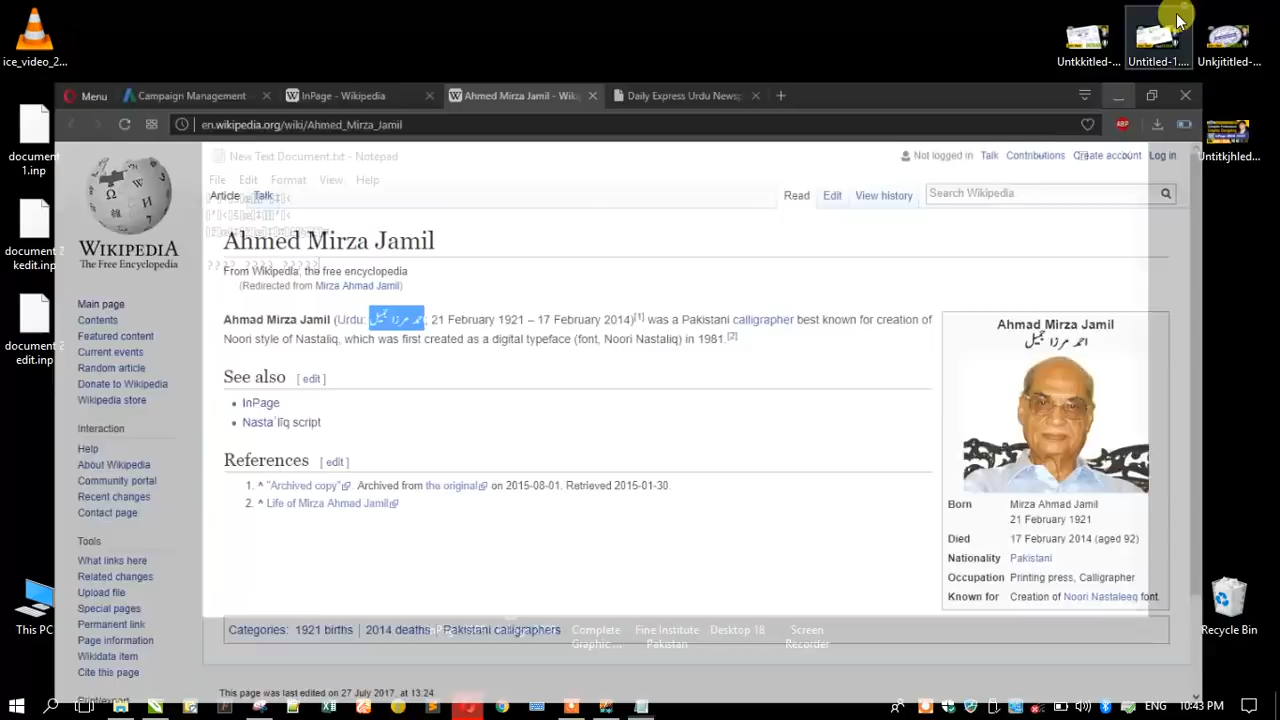 ice_video_2...
Untkkitled-...
Untitled-1....
Unkjititled-...
Menu
Campaign Management
InPage - Wikipedia
Ahmed Mirza Jamil - Wiki
Daily Express Urdu Newsp
document 1.inp
en.wikipedia.org/wiki/Ahmed_Mirza_Jamil
ABP
Untitkjhled...
New Text Document.txt - Notepad
File Edit Format View Help
Not logged in Talk Contributions Create account Log in
Article Talk
Read Edit View history
Search Wikipedia
WIKIPEDIA
The Free Encyclopedia
Ahmed Mirza Jamil
From Wikipedia, the free encyclopedia
(Redirected from Mirza Ahmad Jamil)
Ahmad Mirza Jamil (Urdu: احمد مرزا جمیل, 21 February 1921 – 17 February 2014)[1] was a Pakistani calligrapher best known for creation of
Noori style of Nastaliq, which was first created as a digital typeface (font, Noori Nastaliq) in 1981.[2]
See also [ edit ]
InPage
Nastaʿlīq script
References [ edit ]
1. ^ "Archived copy". Archived from the original on 2015-08-01. Retrieved 2015-01-30.
2. ^ Life of Mirza Ahmad Jamil
Ahmad Mirza Jamil
احمد مرزا جمیل
Born Mirza Ahmad Jamil
21 February 1921
Died 17 February 2014 (aged 92)
Nationality Pakistani
Occupation Printing press, Calligrapher
Known for Creation of Noori Nastaleeq font.
Main page
Contents
Featured content
Current events
Random article
Donate to Wikipedia
Wikipedia store
Interaction
Help
About Wikipedia
Community portal
Recent changes
Contact page
Tools
What links here
Related changes
Upload file
Special pages
Permanent link
Page information
Wikidata item
Cite this page
Print/export
This PC
Recycle Bin
Categories: 1921 births | 2014 deaths | Pakistani calligraphers
Complete Graphic ...
Fine Institute Pakistan
Desktop 18
Screen Recorder
This page was last edited on 27 July 2017, at 13:24.
ENG 10:43 PM